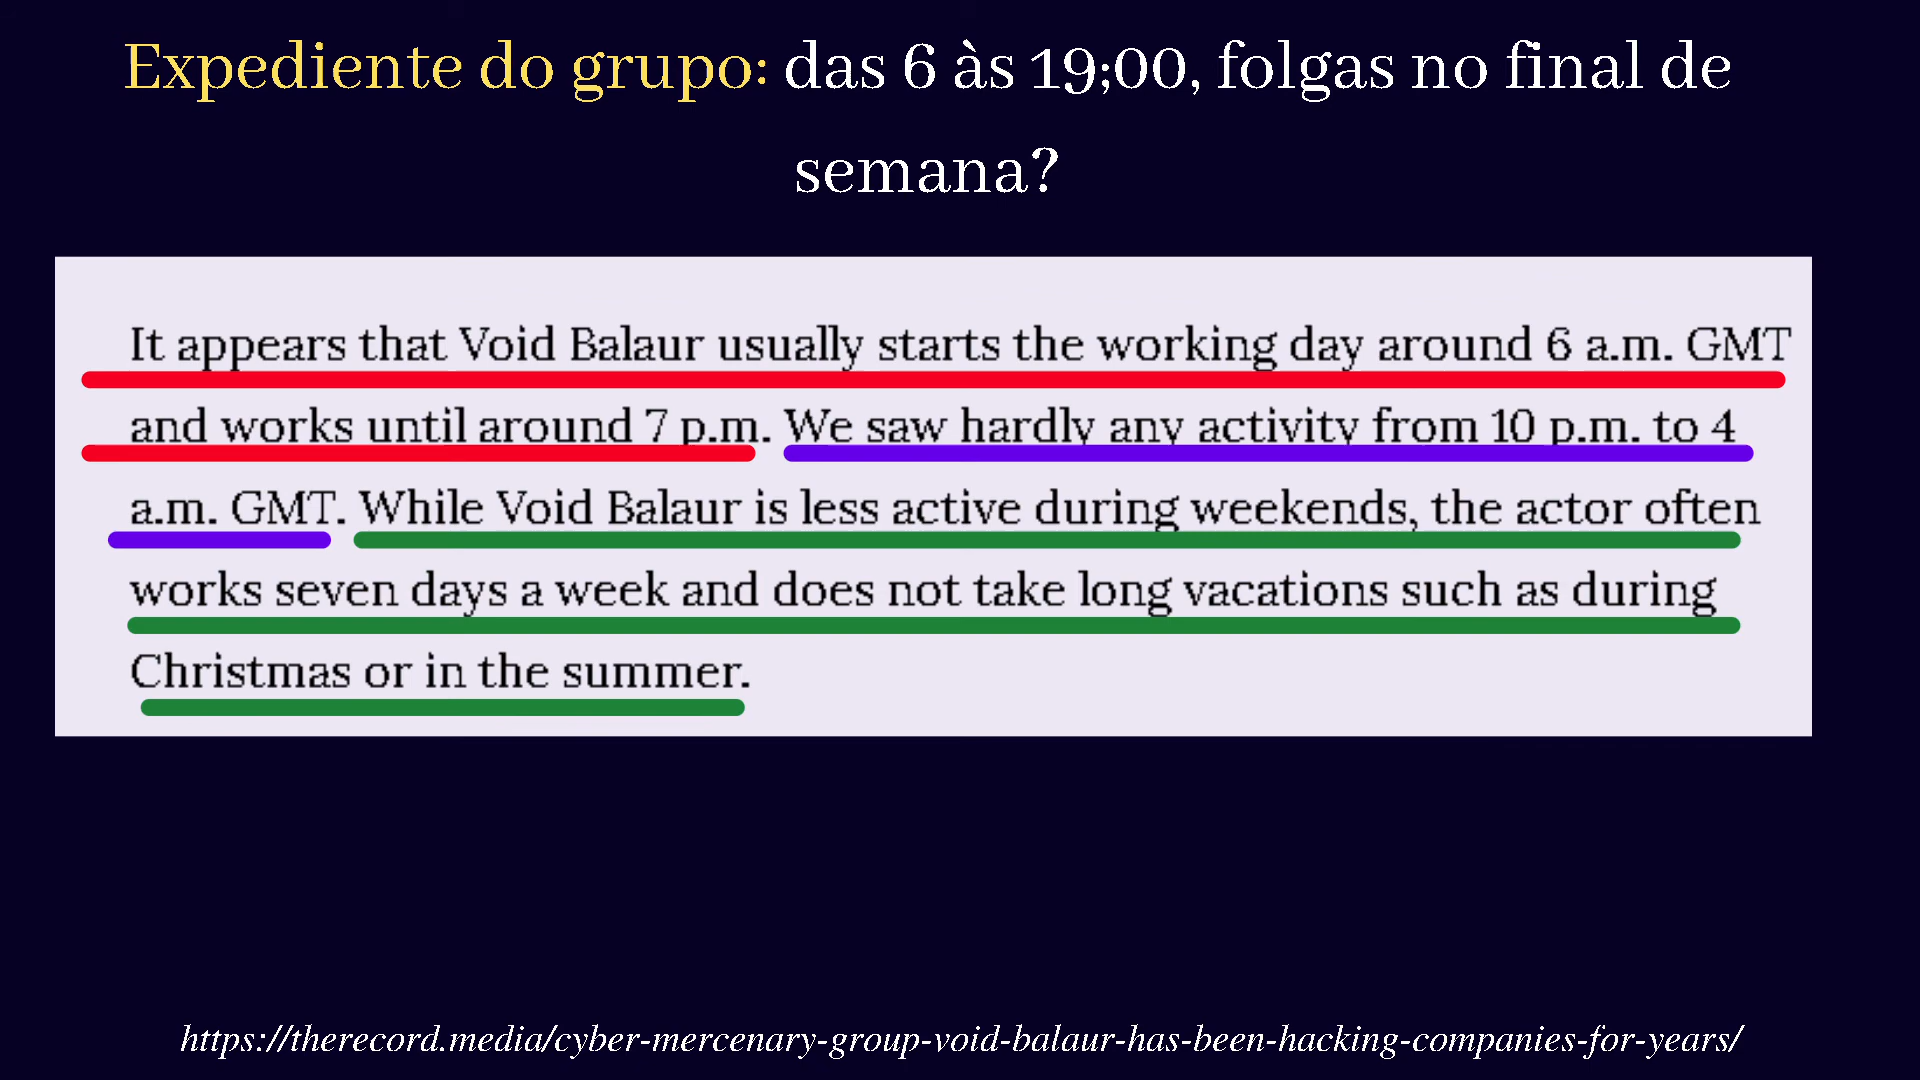 Expediente do grupo: das 6 às 19;00, folgas no final de
semana?
It appears that Void Balaur usually starts the working day around 6 a.m. GMT
and works until around 7 p.m. We saw hardly any activity from 10 p.m. to 4
a.m. GMT. While Void Balaur is less active during weekends, the actor often
works seven days a week and does not take long vacations such as during
Christmas or in the summer.
https://therecord.media/cyber-mercenary-group-void-balaur-has-been-hacking-companies-for-years/